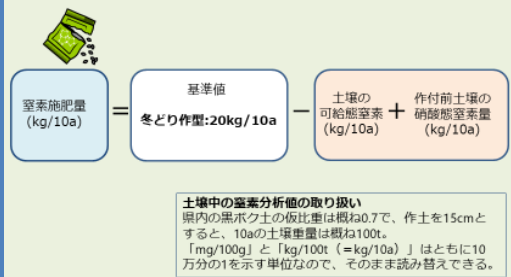 窒素施肥量
(kg/10a)
=
基準値
冬どり作型:20kg/10a
−
土壌の
可給態窒素
(kg/10a)
+
作付前土壌の
硝酸態窒素量
(kg/10a)
土壌中の窒素分析値の取り扱い
県内の黒ボク土の仮比重は概ね0.7で、作土を15cmと
すると、10aの土壌重量は概ね100t。
「mg/100g」と「kg/100t（=kg/10a）」はともに10
万分の1を示す単位なので、そのまま読み替えできる。